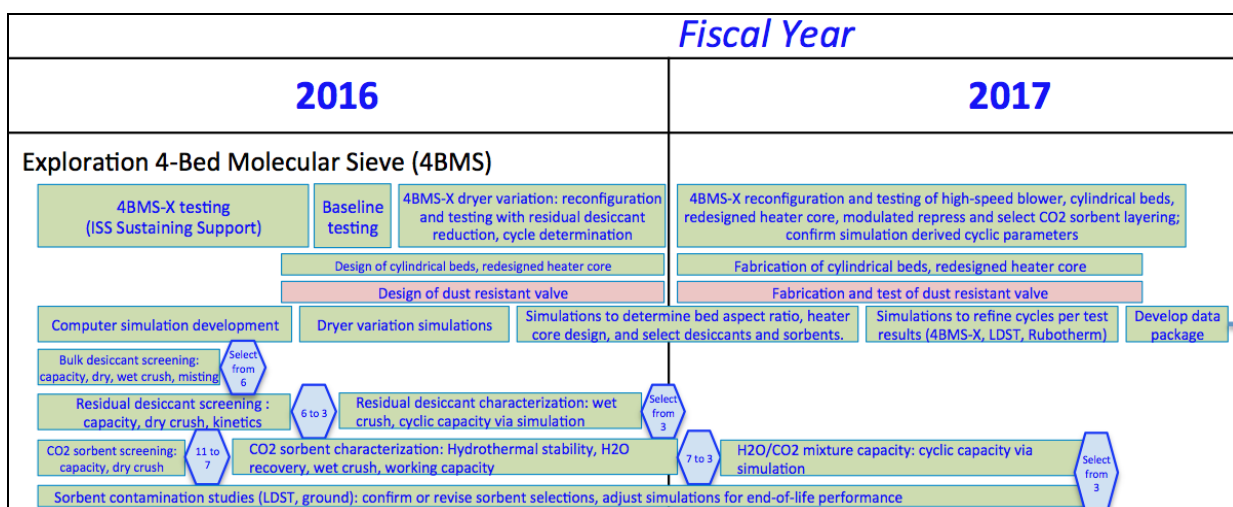 Fiscal Year
2016
2017
Exploration 4-Bed Molecular Sieve (4BMS)
4BMS-X testing
(ISS Sustaining Support)
Baseline
testing
4BMS-X dryer variation: reconfiguration
and testing with residual desiccant
reduction, cycle determination
4BMS-X reconfiguration and testing of high-speed blower, cylindrical beds,
redesigned heater core, modulated repress and select CO2 sorbent layering;
confirm simulation derived cyclic parameters
Design of cylindrical beds, redesigned heater core
Fabrication of cylindrical beds, redesigned heater core
Design of dust resistant valve
Fabrication and test of dust resistant valve
Computer simulation development
Dryer variation simulations
Simulations to determine bed aspect ratio, heater
core design, and select desiccants and sorbents.
Simulations to refine cycles per test
results (4BMS-X, LDST, Rubotherm)
Develop data
package
Bulk desiccant screening:
capacity, dry, wet crush, misting
Select
from
6
Residual desiccant screening :
capacity, dry crush, kinetics
6 to 3
Residual desiccant characterization: wet
crush, cyclic capacity via simulation
Select
from
3
CO2 sorbent screening:
capacity, dry crush
11 to
7
CO2 sorbent characterization: Hydrothermal stability, H2O
recovery, wet crush, working capacity
7 to 3
H2O/CO2 mixture capacity: cyclic capacity via
simulation
Select
from
3
Sorbent contamination studies (LDST, ground): confirm or revise sorbent selections, adjust simulations for end-of-life performance